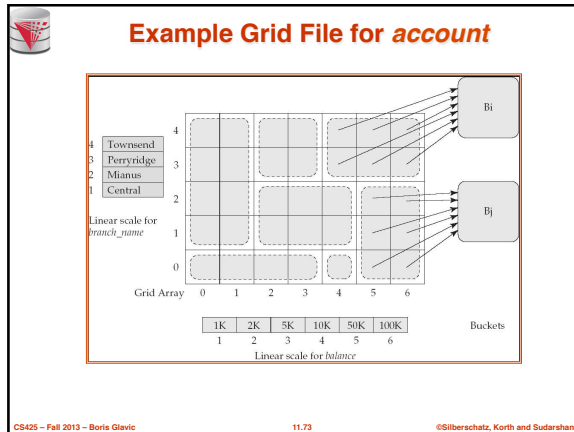 Example Grid File for account
Bi
4 Townsend
3 Perryridge
2 Mianus
1 Central
Linear scale for
branch_name
4
3
2
1
0
Bj
Grid Array 0 1 2 3 4 5 6
1K 2K 5K 10K 50K 100K
1 2 3 4 5 6
Linear scale for balance
Buckets
CS425 – Fall 2013 – Boris Glavic 11.73 ©Silberschatz, Korth and Sudarshan